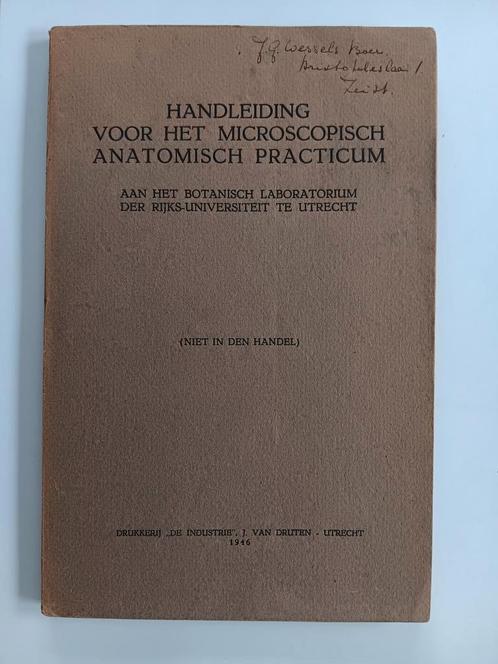 J.G. Wessels Boer.
Aristoteleslaan 1
Zeist.
HANDLEIDING
VOOR HET MICROSCOPISCH
ANATOMISCH PRACTICUM
AAN HET BOTANISCH LABORATORIUM
DER RIJKS-UNIVERSITEIT TE UTRECHT
(NIET IN DEN HANDEL)
DRUKKERIJ „DE INDUSTRIE", J. VAN DRUTEN - UTRECHT
1946